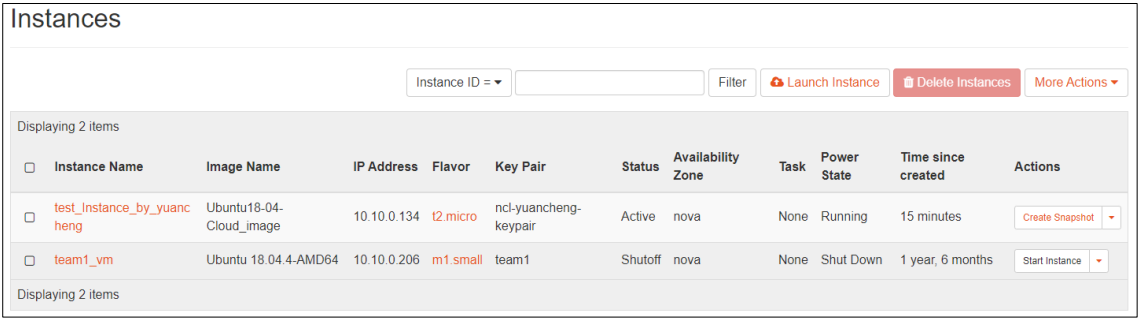 Instances
Instance ID = Filter Launch Instance Delete Instances More Actions
Displaying 2 items
Instance Name Image Name IP Address Flavor Key Pair Status Availability Zone Task Power State Time since created Actions
test_Instance_by_yuancheng Ubuntu18-04-Cloud_image 10.10.0.134 t2.micro ncl-yuancheng-keypair Active nova None Running 15 minutes Create Snapshot
team1_vm Ubuntu 18.04.4-AMD64 10.10.0.206 m1.small team1 Shutoff nova None Shut Down 1 year, 6 months Start Instance
Displaying 2 items